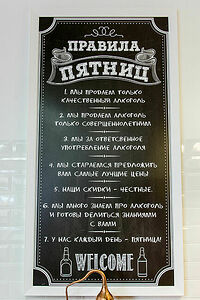 ПРАВИЛА
ПЯТНИЦ
1. МЫ ПРОДАЕМ ТОЛЬКО
КАЧЕСТВЕННЫЙ АЛКОГОЛЬ
2. МЫ ПРОДАЕМ АЛКОГОЛЬ
ТОЛЬКО СОВЕРШЕННОЛЕТНИМ
3. МЫ ЗА ОТВЕТСТВЕННОЕ
УПОТРЕБЛЕНИЕ АЛКОГОЛЯ
4. МЫ СТАРАЕМСЯ ПРЕДЛОЖИТЬ
ВАМ САМЫЕ ЛУЧШИЕ ЦЕНЫ
5. НАШИ СКИДКИ - ЧЕСТНЫЕ.
6. МЫ МНОГО ЗНАЕМ ПРО АЛКОГОЛЬ
И ГОТОВЫ ДЕЛИТЬСЯ ЗНАНИЯМИ
С ВАМИ
7. У НАС КАЖДЫЙ ДЕНЬ - ПЯТНИЦА!
WELCOME